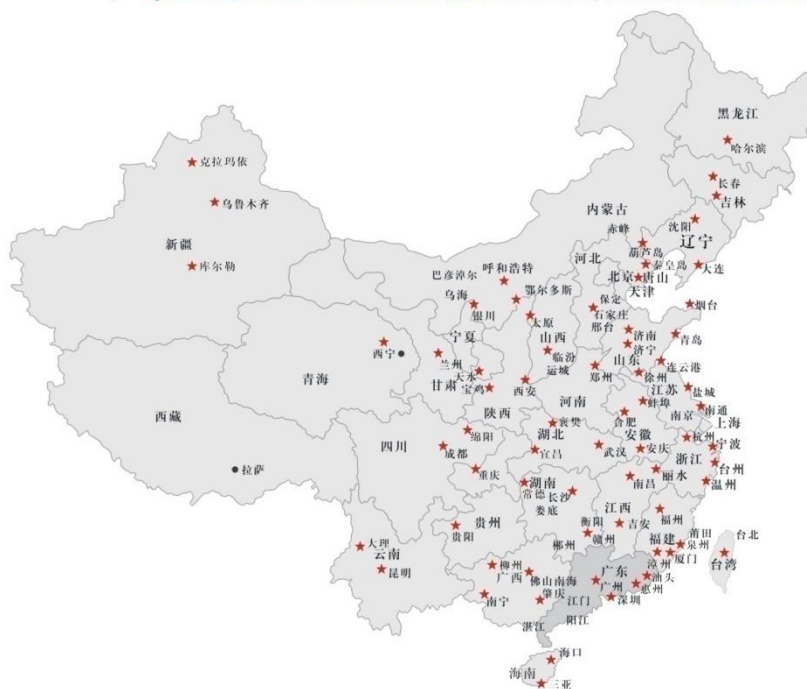 黑龙江
哈尔滨
克拉玛依
长春
吉林
乌鲁木齐
内蒙古
沈阳
赤峰
辽宁
新疆
葫芦岛
河北
秦皇岛
大连
库尔勒
呼和浩特
巴彦淖尔
北京
唐山
天津
鄂尔多斯
乌海
保定
烟台
银川
石家庄
太原
邢台
济南
青岛
宁夏
山西
西宁
兰州
临汾
济宁
山东
连云港
天水
运城
郑州
徐州
青海
甘肃
宝鸡
西安
江苏
盐城
河南
蚌埠
西藏
陕西
合肥
南京
南通
襄樊
上海
四川
绵阳
湖北
安徽
杭州
宁波
成都
宜昌
武汉
安庆
浙江
拉萨
重庆
台州
丽水
湖南
南昌
温州
常德
长沙
娄底
江西
贵州
衡阳
吉安
福州
贵阳
莆田
台北
大理
赣州
福建
泉州
云南
郴州
厦门
台湾
柳州
漳州
广西
广东
昆明
佛山南海
汕头
肇庆
广州
惠州
南宁
江门
深圳
湛江
阳江
海口
海南
三亚